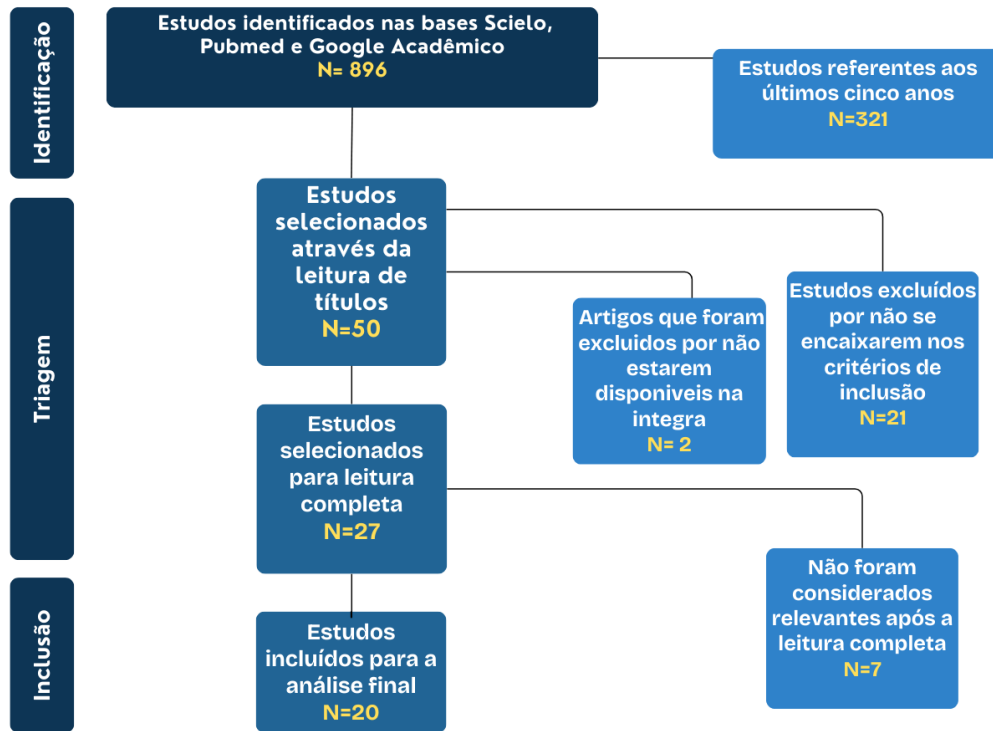 Identificação
Estudos identificados nas bases Scielo,
Pubmed e Google Acadêmico
N= 896
Estudos referentes aos
últimos cinco anos
N=321
Triagem
Estudos
selecionados
através da
leitura de
títulos
N=50
Artigos que foram
excluidos por não
estarem
disponiveis na
integra
N= 2
Estudos excluídos
por não se
encaixarem nos
critérios de
inclusão
N=21
Estudos
selecionados
para leitura
completa
N=27
Não foram
considerados
relevantes após a
leitura completa
N=7
Inclusão
Estudos
incluídos para a
análise final
N=20